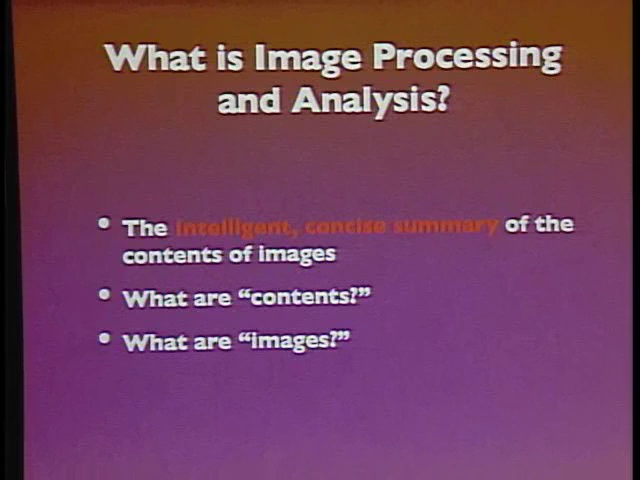 What is Image Processing
and Analysis?
• The intelligent, concise summary of the
contents of images
• What are “contents?”
• What are “images?”